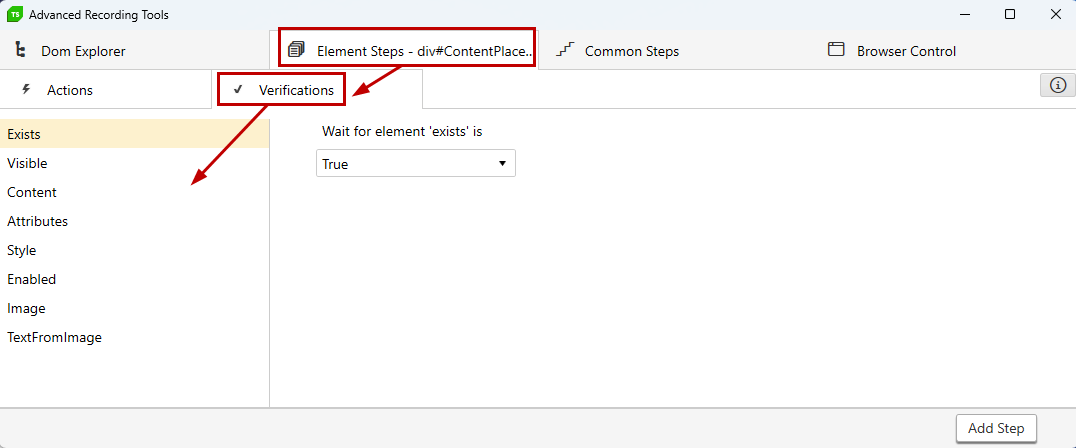 TS Advanced Recording Tools
Dom Explorer
Element Steps - div#ContentPlace..
Common Steps
Browser Control
Actions
Verifications
Exists
Visible
Content
Attributes
Style
Enabled
Image
TextFromImage
Wait for element 'exists' is
True
Add Step